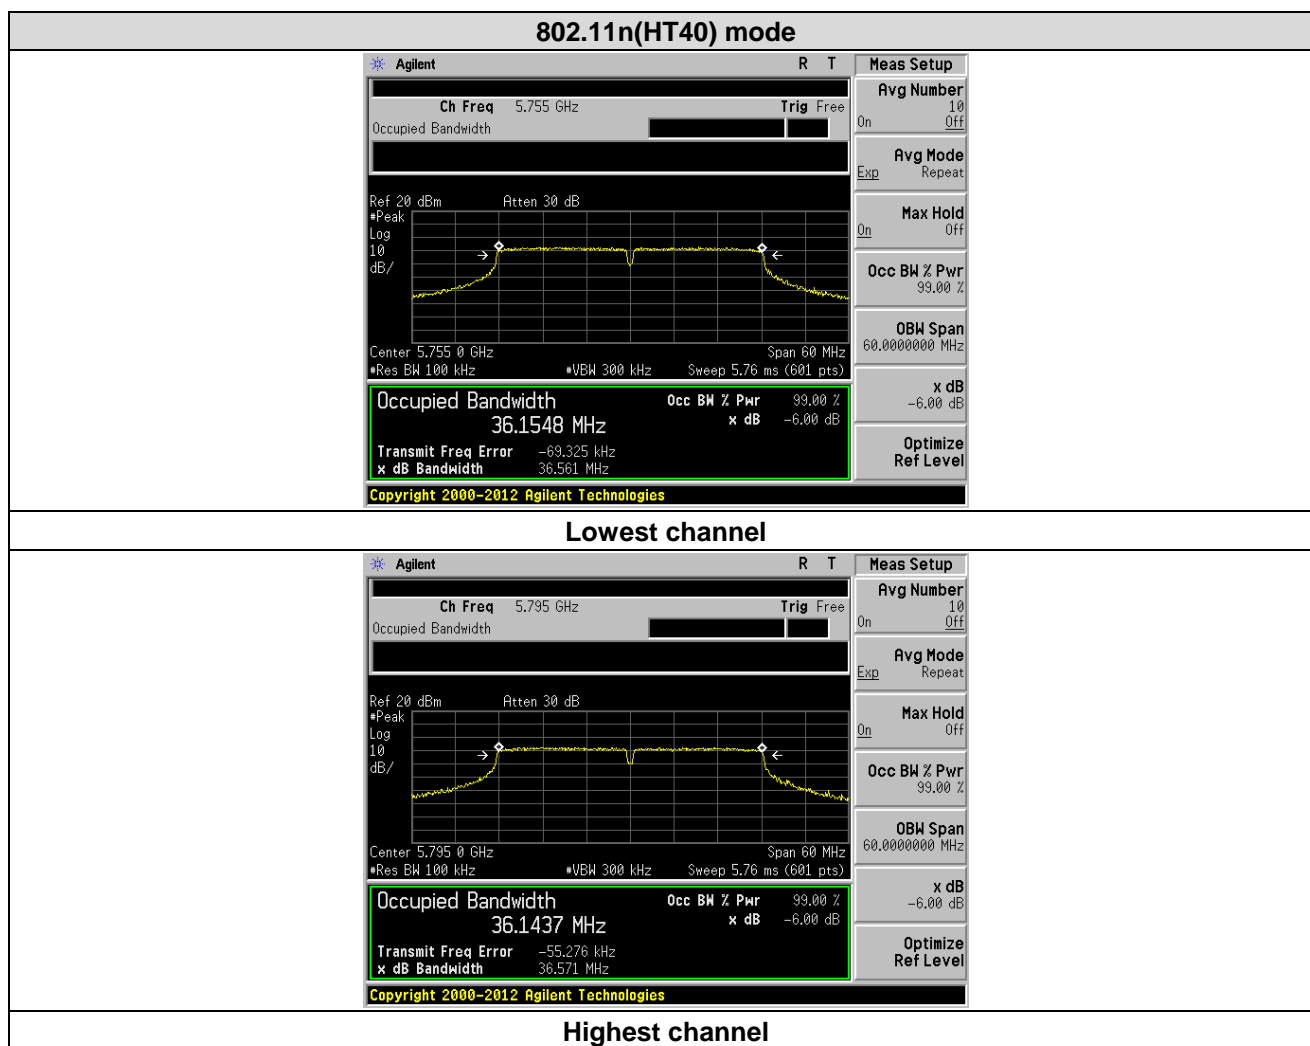 802.11n(HT40) mode
Agilent R T Meas Setup
Ch Freq 5.755 GHz Trig Free
Occupied Bandwidth
Avg Number
10
On Off
Avg Mode
Exp Repeat
Max Hold
On Off
Occ BW % Pwr
99.00 %
OBW Span
60.0000000 MHz
x dB
-6.00 dB
Optimize
Ref Level
Ref 20 dBm Atten 30 dB
#Peak
Log
10
dB/
Center 5.755 0 GHz Span 60 MHz
#Res BW 100 kHz #VBW 300 kHz Sweep 5.76 ms (601 pts)
Occupied Bandwidth Occ BW % Pwr 99.00 %
36.1548 MHz x dB -6.00 dB
Transmit Freq Error -69.325 kHz
x dB Bandwidth 36.561 MHz
Copyright 2000-2012 Agilent Technologies
Lowest channel
Agilent R T Meas Setup
Ch Freq 5.795 GHz Trig Free
Occupied Bandwidth
Avg Number
10
On Off
Avg Mode
Exp Repeat
Max Hold
On Off
Occ BW % Pwr
99.00 %
OBW Span
60.0000000 MHz
x dB
-6.00 dB
Optimize
Ref Level
Ref 20 dBm Atten 30 dB
#Peak
Log
10
dB/
Center 5.795 0 GHz Span 60 MHz
#Res BW 100 kHz #VBW 300 kHz Sweep 5.76 ms (601 pts)
Occupied Bandwidth Occ BW % Pwr 99.00 %
36.1437 MHz x dB -6.00 dB
Transmit Freq Error -55.276 kHz
x dB Bandwidth 36.571 MHz
Copyright 2000-2012 Agilent Technologies
Highest channel